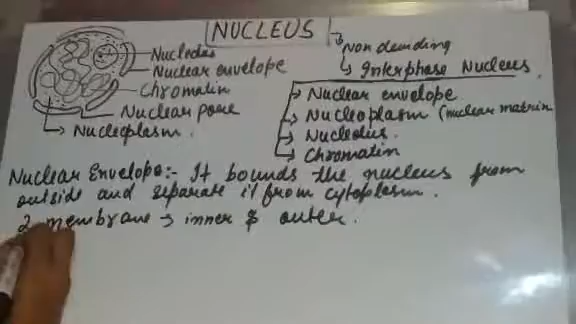 NUCLEUS
Non deviding
Interphase Nucleus
Nucleolus
Nuclear envelope
Chromatin
Nuclear pore
Nucleoplasm
Nuclear envelope
Nucleoplasm (nuclear matrix
Nucleolus
Chromatin
Nuclear Envelope:- It bounds the nucleus from
outside and separate it from cytoplasm.
2 membrane → inner & outer.